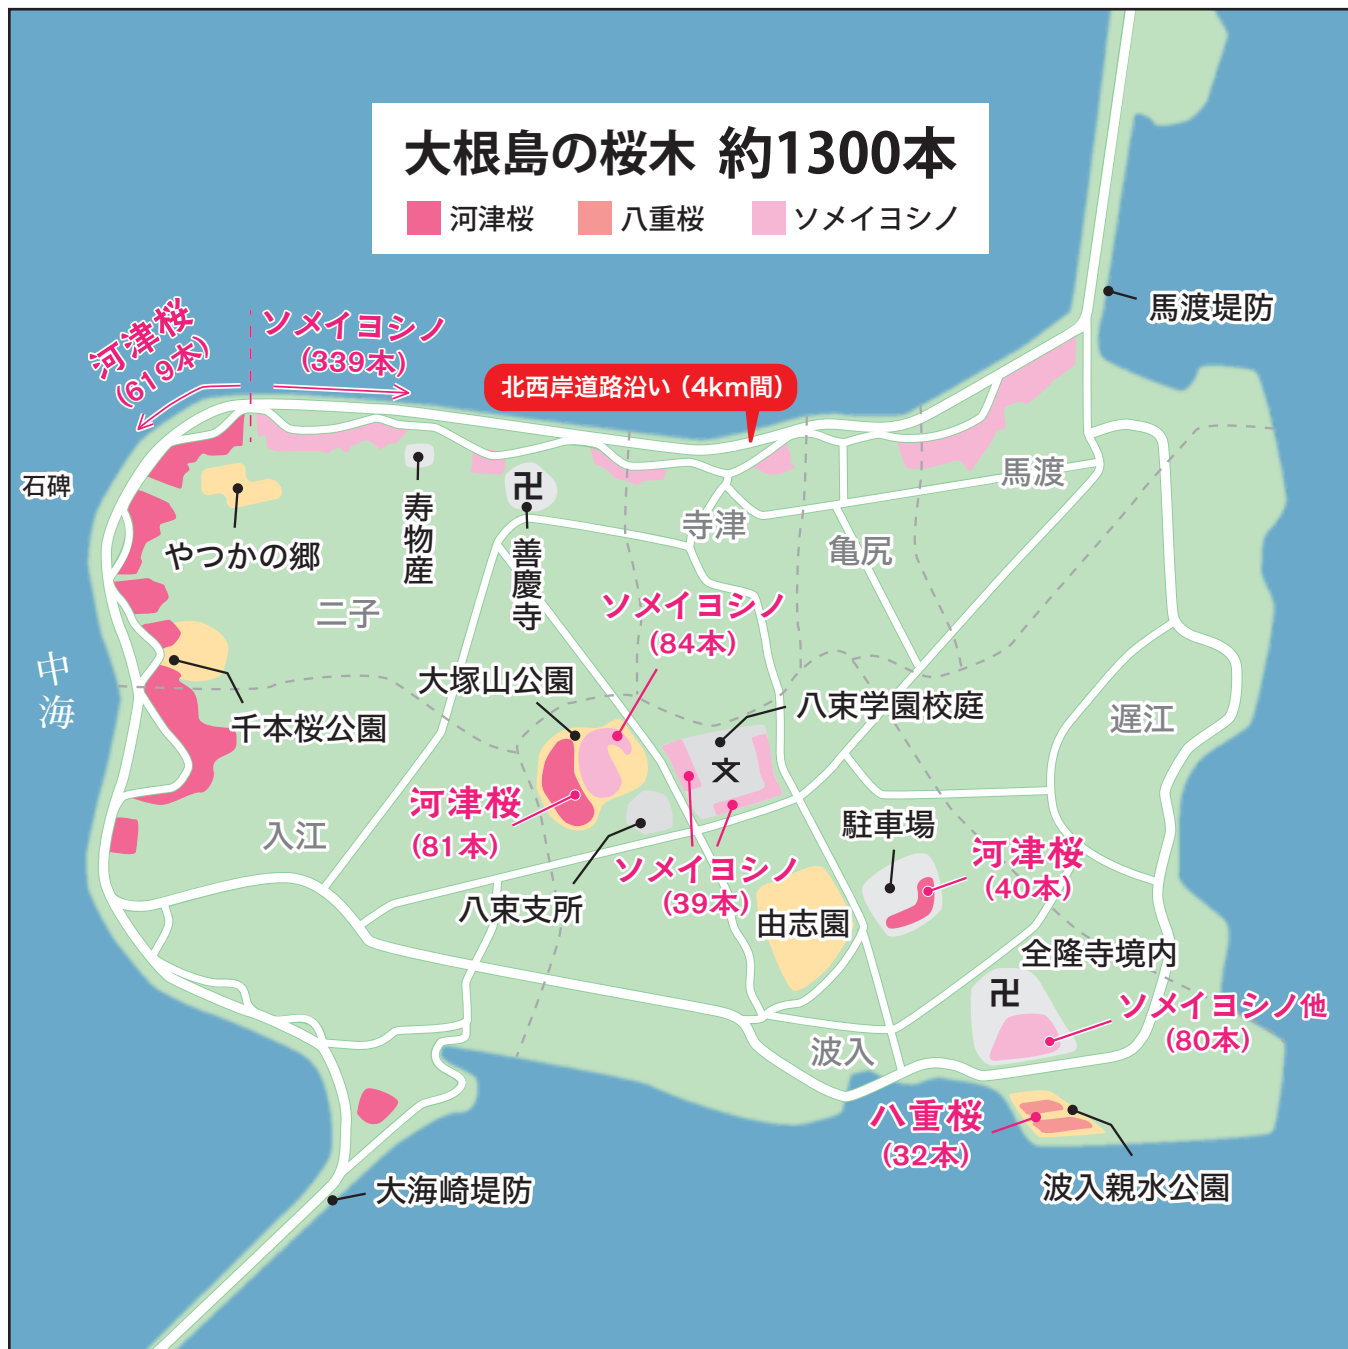 大根島の桜木 約1300本
河津桜 八重桜 ソメイヨシノ
馬渡堤防
河津桜
(619本)
ソメイヨシノ
(339本)
北西岸道路沿い（4km間）
石碑
やつかの郷
寿物産
卍
善慶寺
寺津
亀尻
馬渡
二子
中海
千本桜公園
大塚山公園
ソメイヨシノ
(84本)
八束学園校庭
文
遅江
入江
河津桜
(81本)
八束支所
ソメイヨシノ
(39本)
由志園
駐車場
河津桜
(40本)
全隆寺境内
卍
ソメイヨシノ他
(80本)
波入
八重桜
(32本)
波入親水公園
大海崎堤防